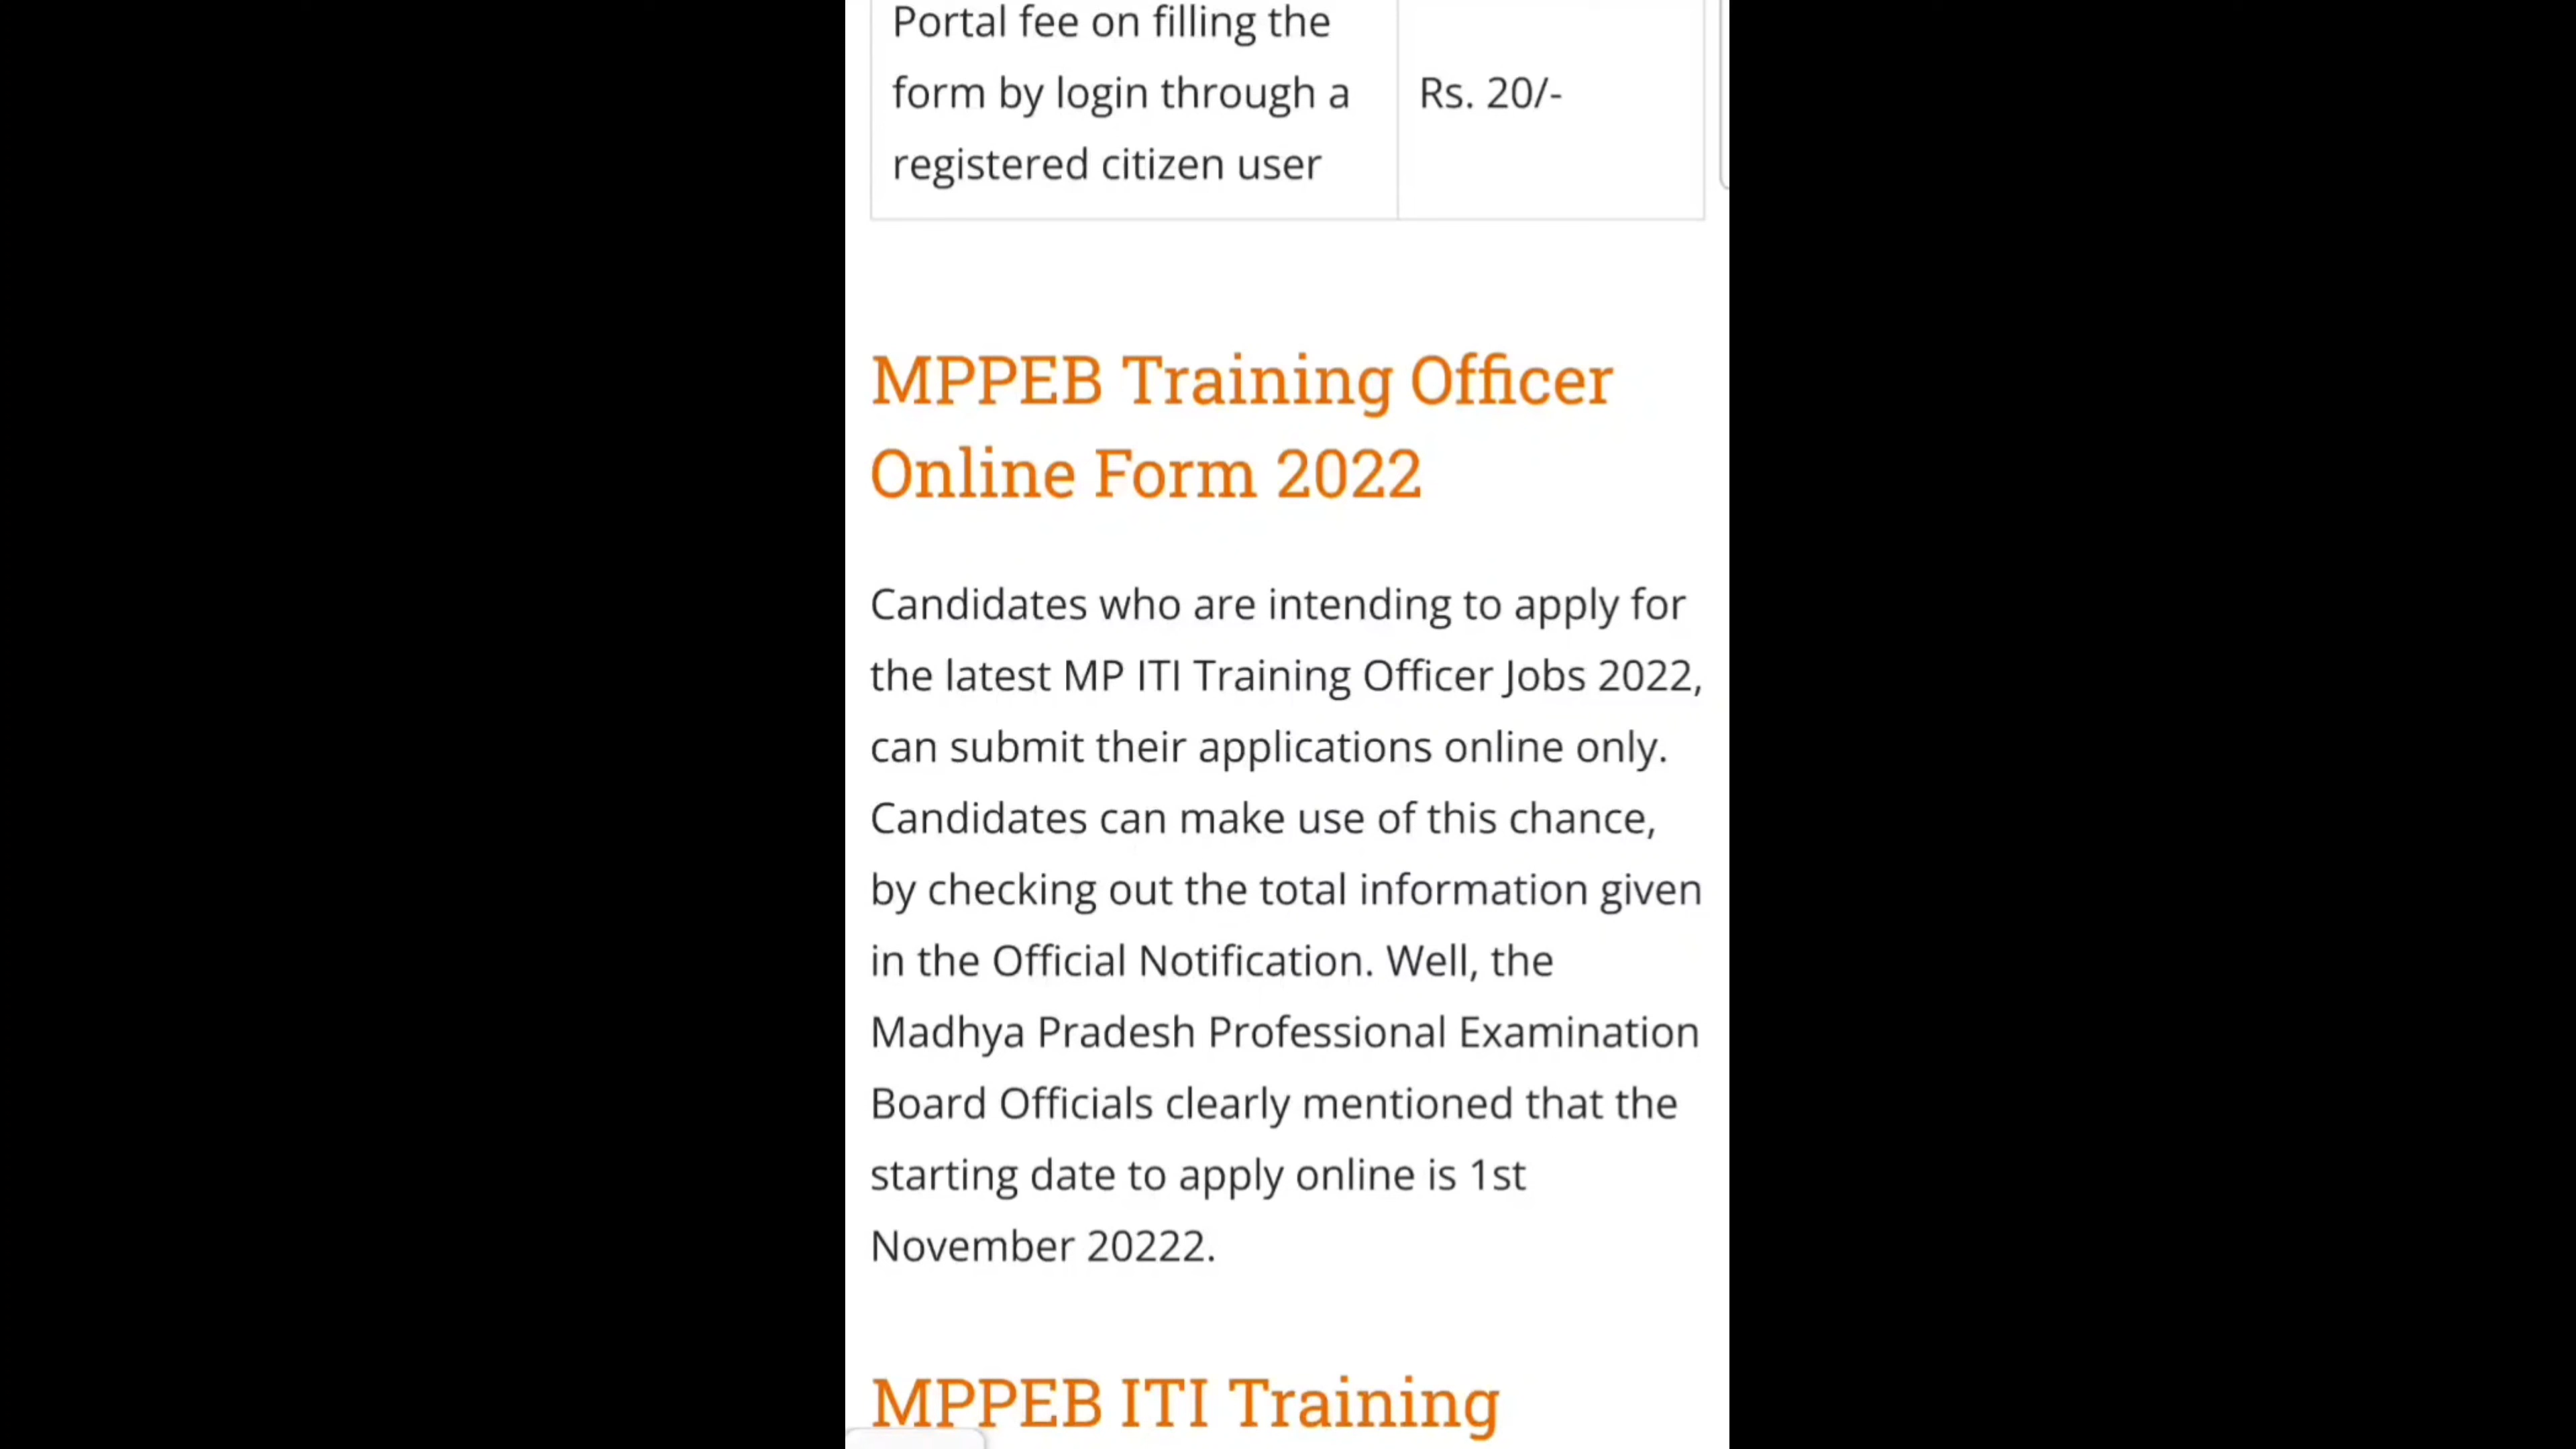 Portal fee on filling the
form by login through a
registered citizen user
Rs. 20/-
MPPEB Training Officer
Online Form 2022
Candidates who are intending to apply for
the latest MP ITI Training Officer Jobs 2022,
can submit their applications online only.
Candidates can make use of this chance,
by checking out the total information given
in the Official Notification. Well, the
Madhya Pradesh Professional Examination
Board Officials clearly mentioned that the
starting date to apply online is 1st
November 20222.
MPPEB ITI Training